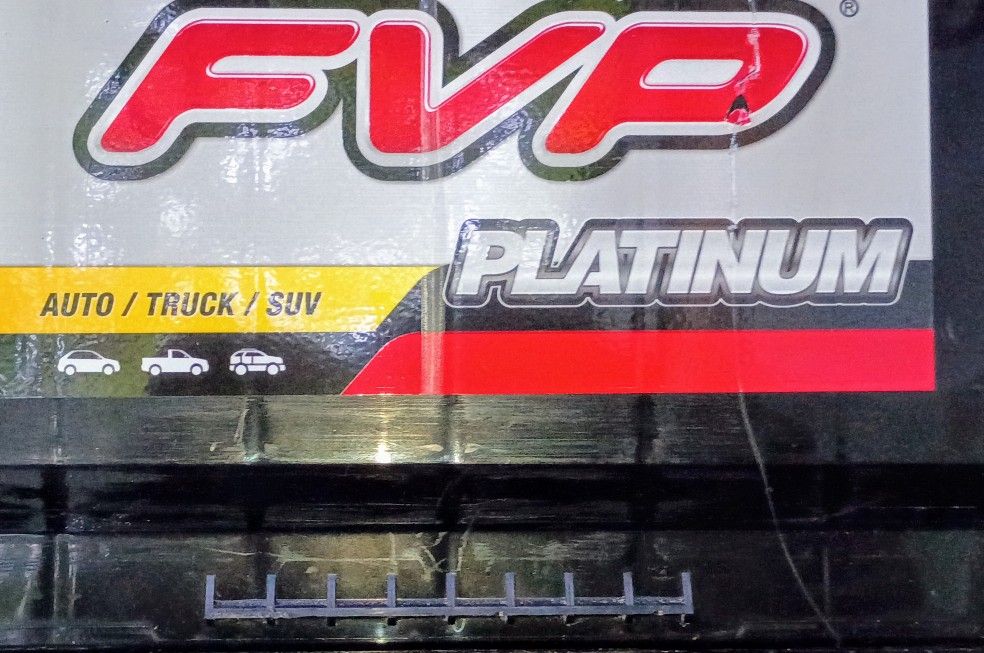 FVP®
PLATINUM
AUTO / TRUCK / SUV